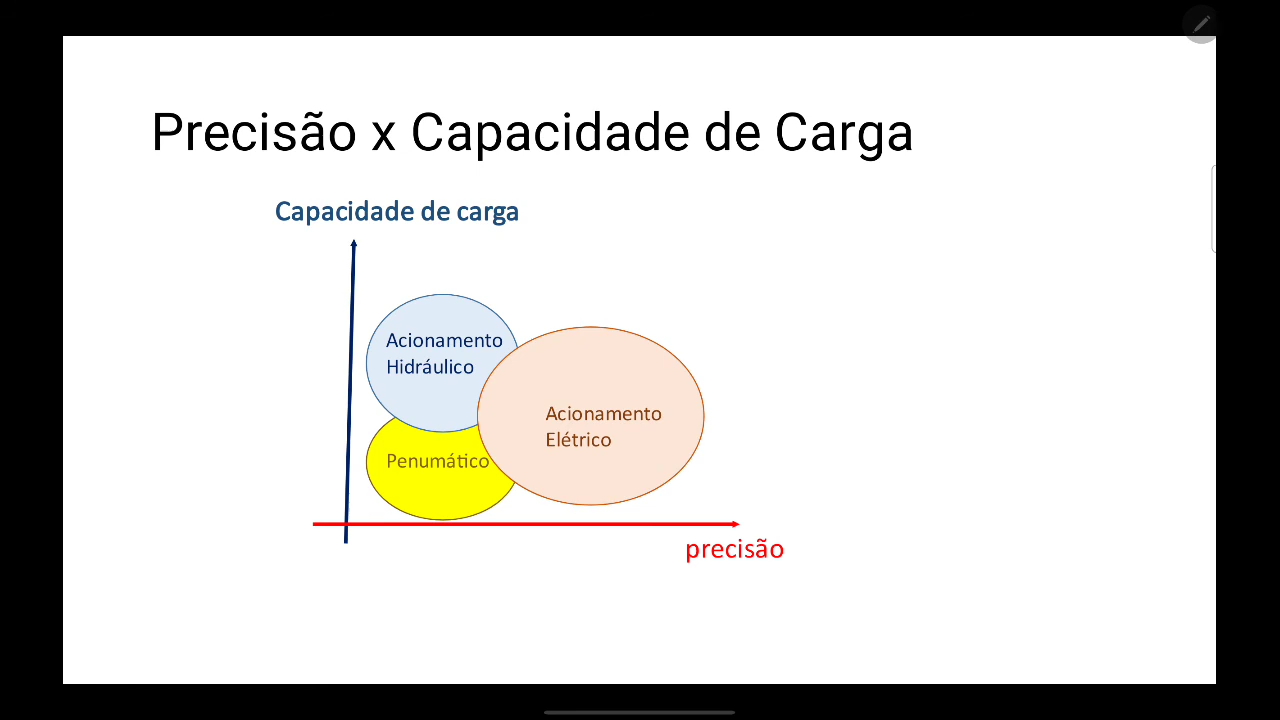 Precisão x Capacidade de Carga
Capacidade de carga
Acionamento
Hidráulico
Acionamento
Elétrico
Penumático
precisão